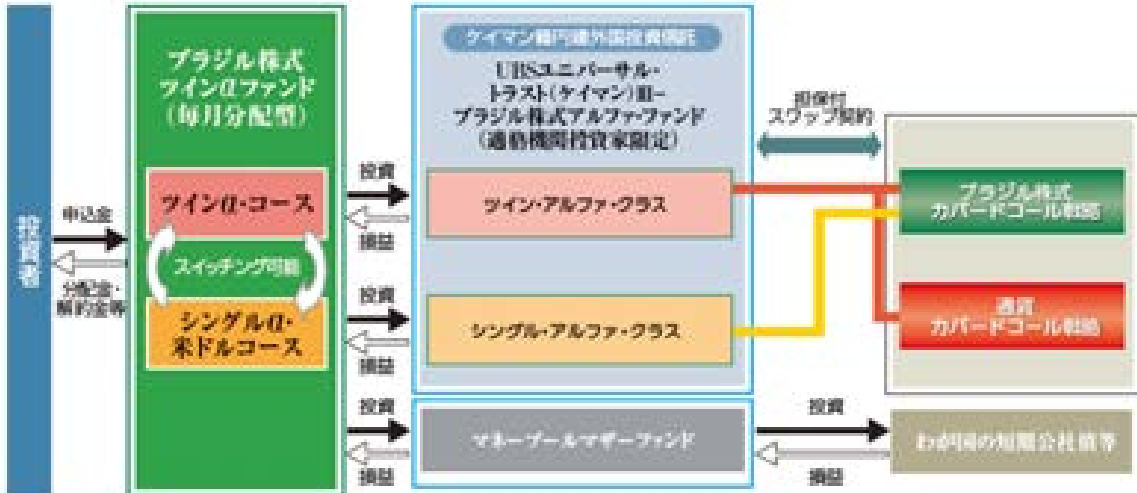 投資者
申込金
分配金・
解約金等
ブラジル株式
ツインαファンド
(毎月分配型)
ツインα・コース
スイッチング可能
シングルα・
米ドルコース
投資
損益
投資
損益
投資
損益
ケイマン籍円建外国投資信託
UBSユニバーサル・
トラスト(ケイマン)III-
ブラジル株式アルファ・ファンド
(適格機関投資家限定)
ツイン・アルファ・クラス
シングル・アルファ・クラス
マネープールマザーファンド
担保付
スワップ契約
ブラジル株式
カバードコール戦略
通貨
カバードコール戦略
投資
損益
わが国の短期公社債等